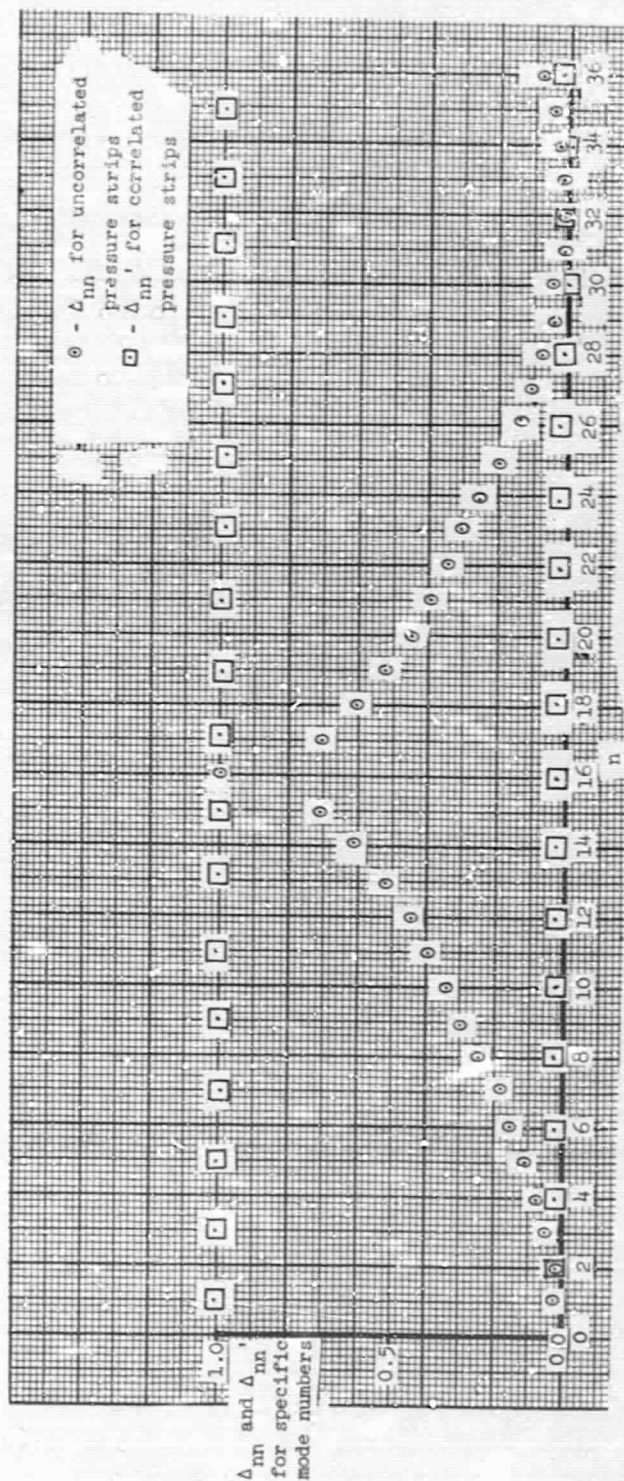 ⊙ - Δnn for uncorrelated
pressure strips
⊡ - Δnn' for correlated
pressure strips
Δnn and Δnn'
for specific
mode numbers
1.0
0.5
0.0
0 2 4 6 8 10 12 14 16 18 20 22 24 26 28 30 32 34 36
n